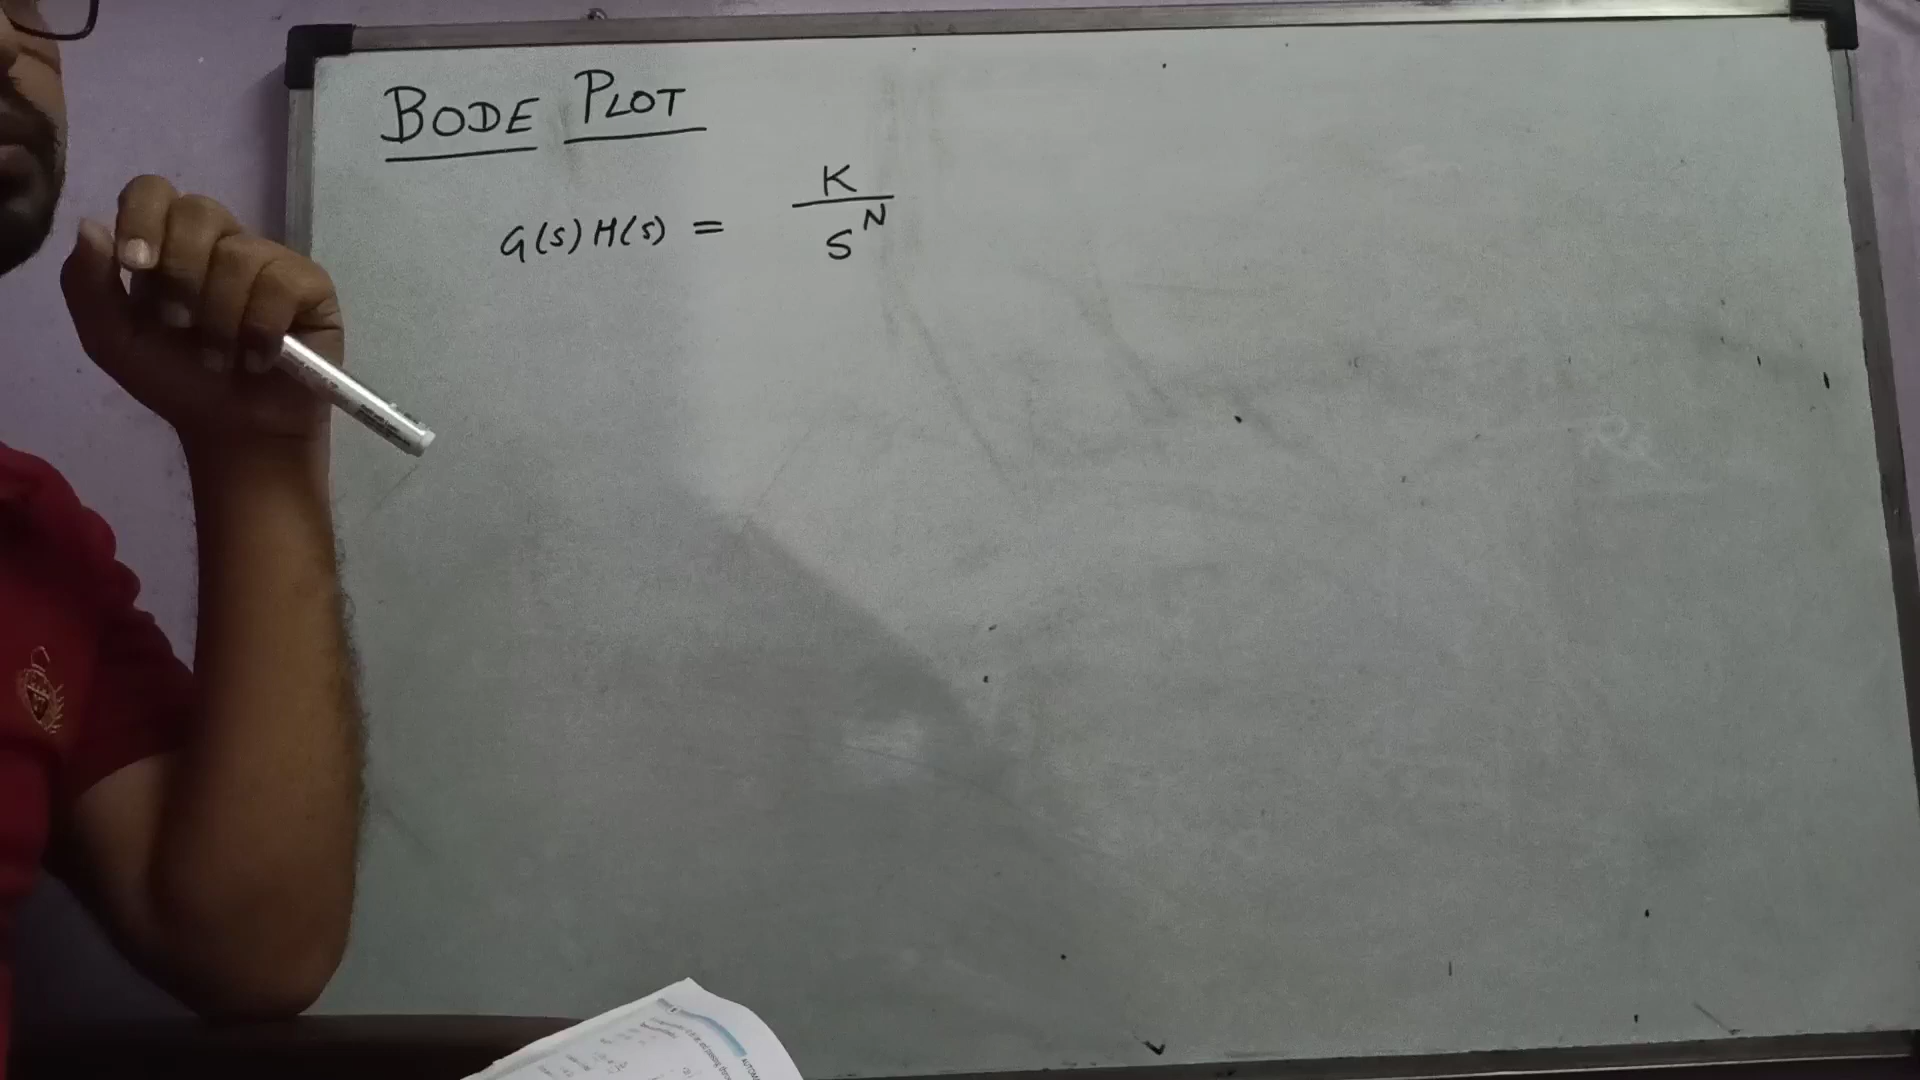 BODE PLOT
G(s)H(s) = K / S^N